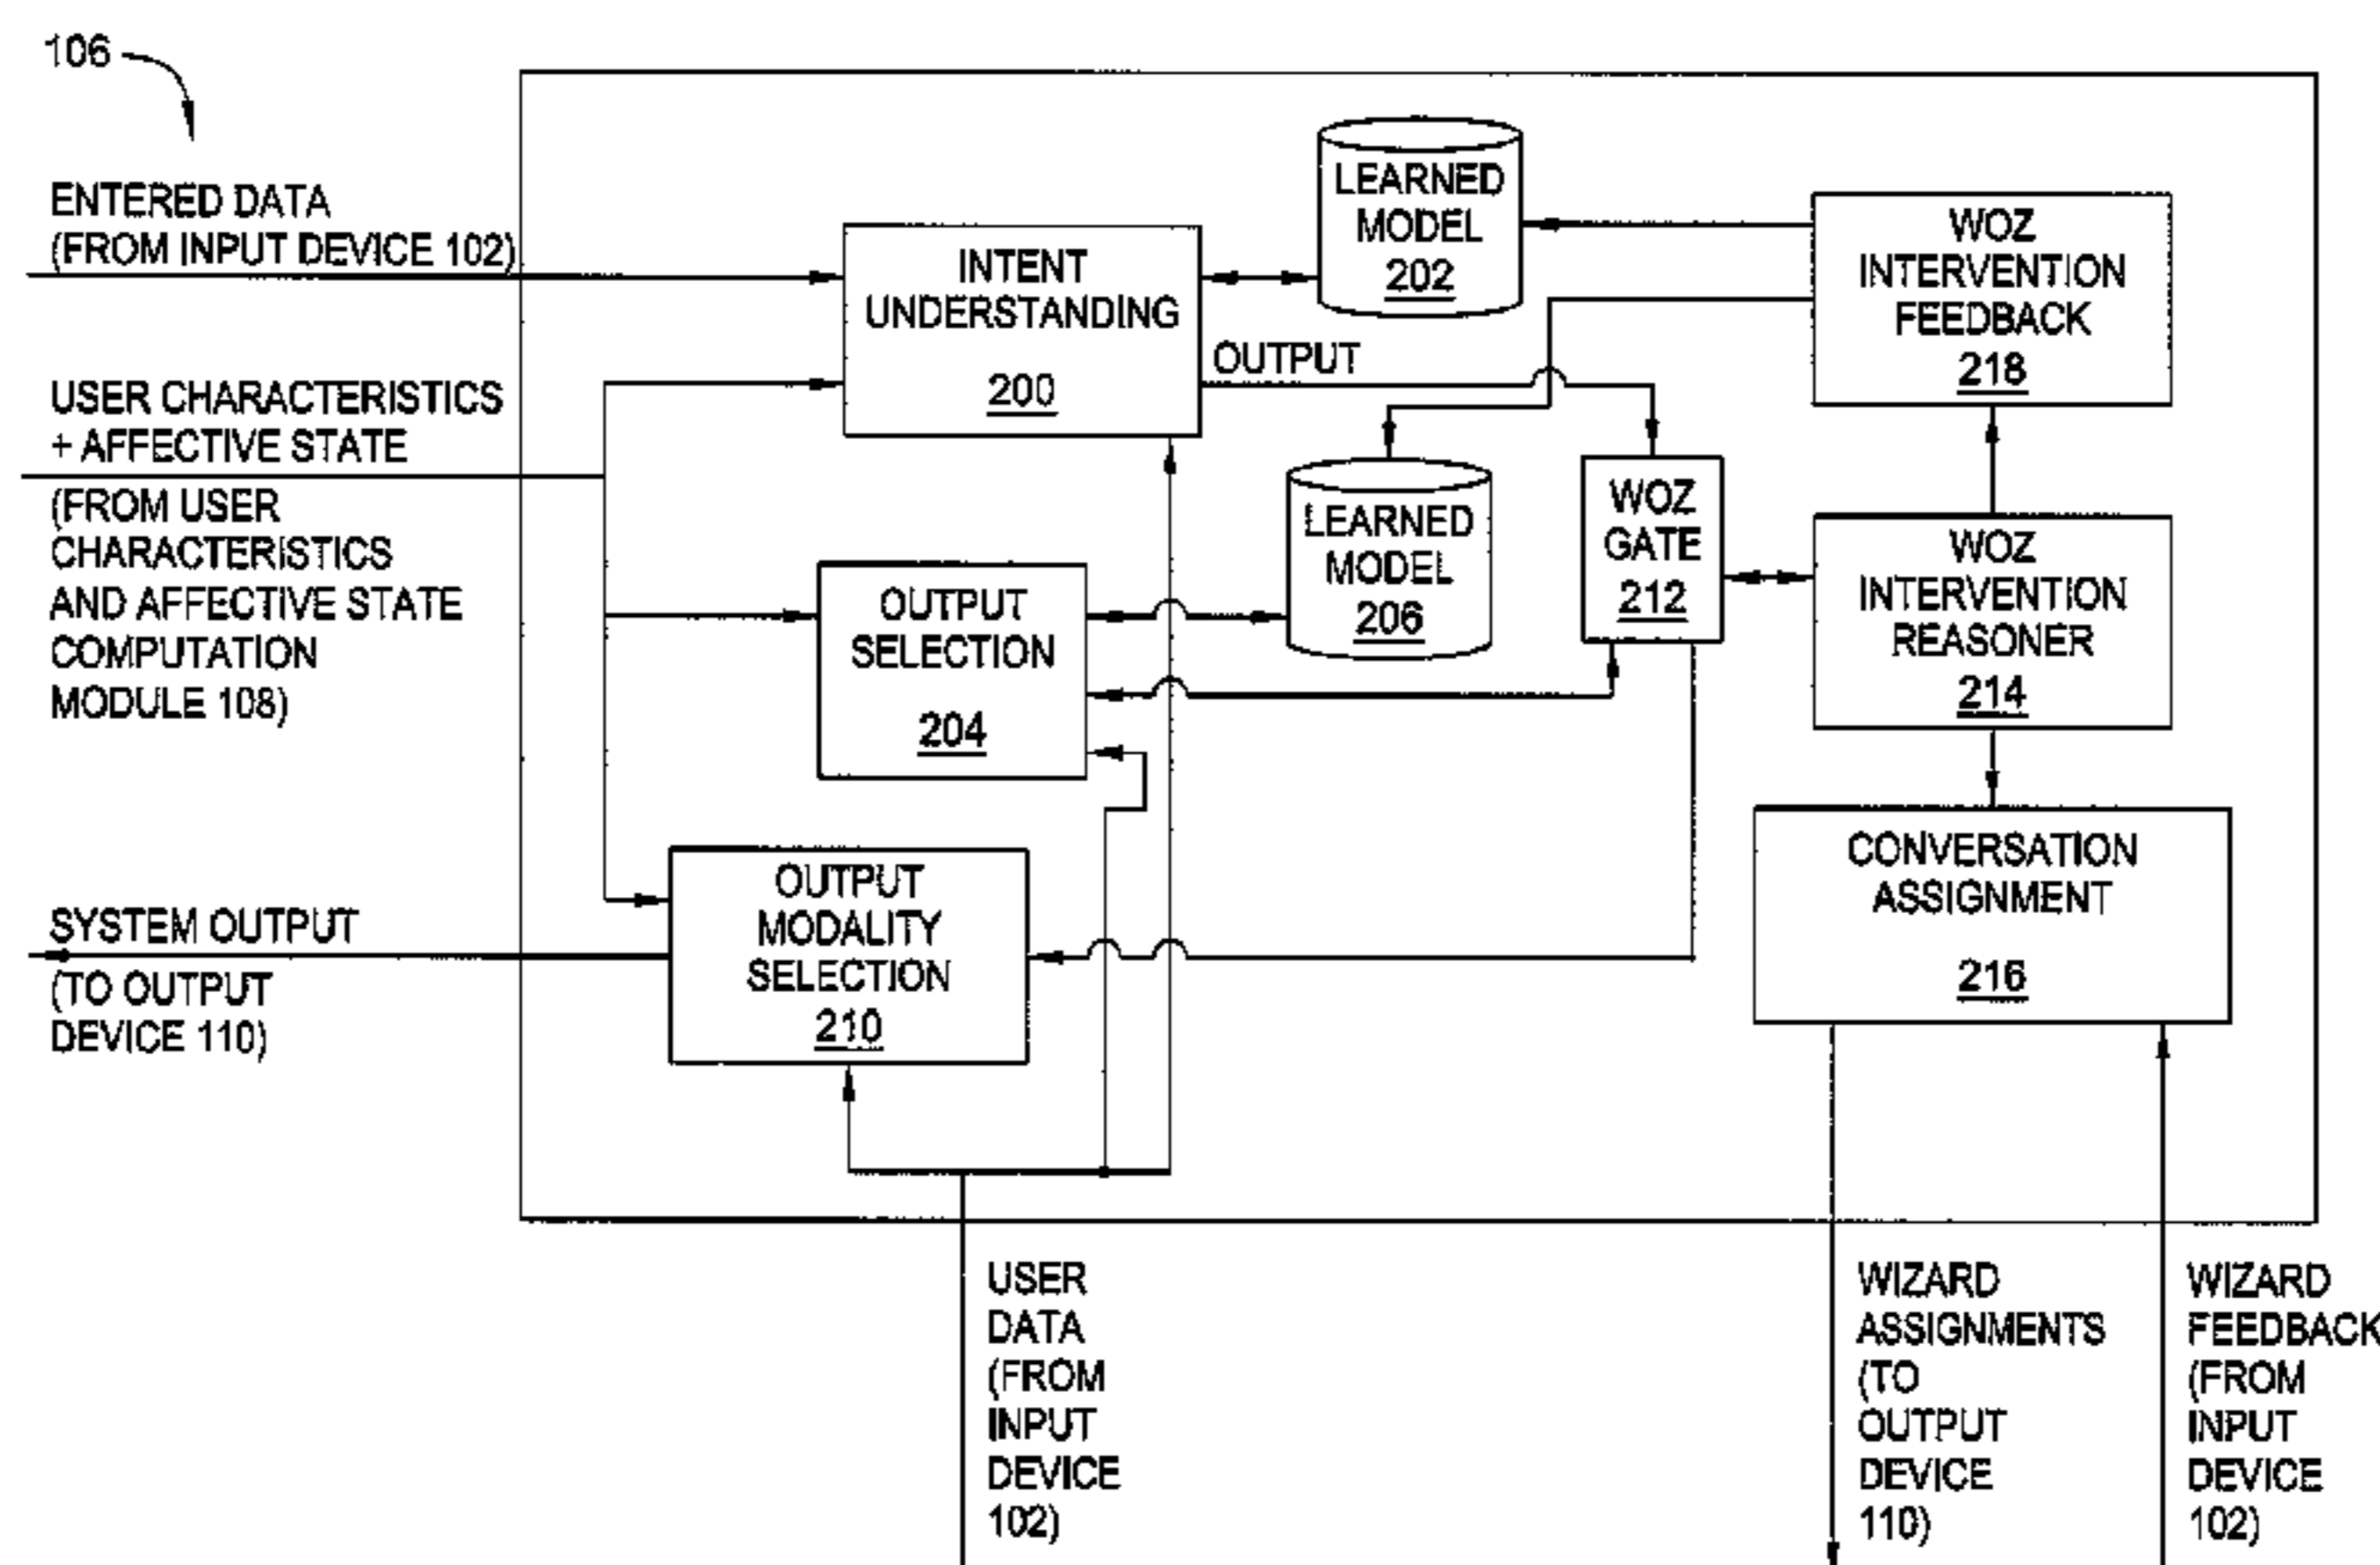 106
ENTERED DATA
(FROM INPUT DEVICE 102)
USER CHARACTERISTICS
+ AFFECTIVE STATE
(FROM USER
CHARACTERISTICS
AND AFFECTIVE STATE
COMPUTATION
MODULE 108)
SYSTEM OUTPUT
(TO OUTPUT
DEVICE 110)
INTENT
UNDERSTANDING
200
LEARNED
MODEL
202
OUTPUT
OUTPUT
SELECTION
204
LEARNED
MODEL
206
OUTPUT
MODALITY
SELECTION
210
WOZ
GATE
212
WOZ
INTERVENTION
FEEDBACK
218
WOZ
INTERVENTION
REASONER
214
CONVERSATION
ASSIGNMENT
216
USER
DATA
(FROM
INPUT
DEVICE
102)
WIZARD
ASSIGNMENTS
(TO
OUTPUT
DEVICE
110)
WIZARD
FEEDBACK
(FROM
INPUT
DEVICE
102)